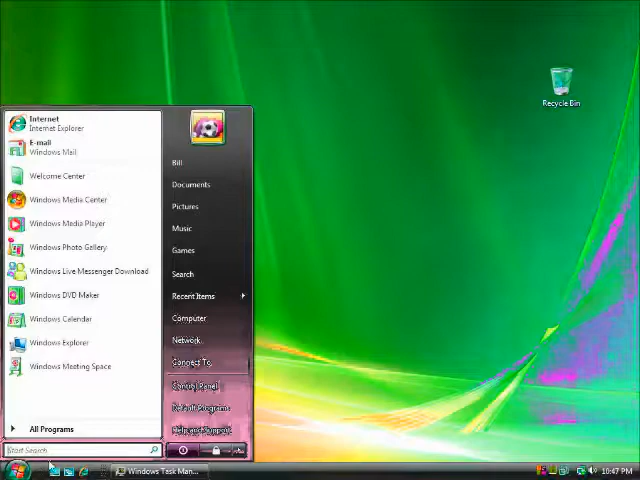 Recycle Bin
Internet
Internet Explorer
E-mail
Windows Mail
Welcome Center
Windows Media Center
Windows Media Player
Windows Photo Gallery
Windows Live Messenger Download
Windows DVD Maker
Windows Calendar
Windows Explorer
Windows Meeting Space
All Programs
Start Search
Bill
Documents
Pictures
Music
Games
Search
Recent Items
Computer
Network
Connect To
Control Panel
Default Programs
Help and Support
Windows Task Man...
10:47 PM